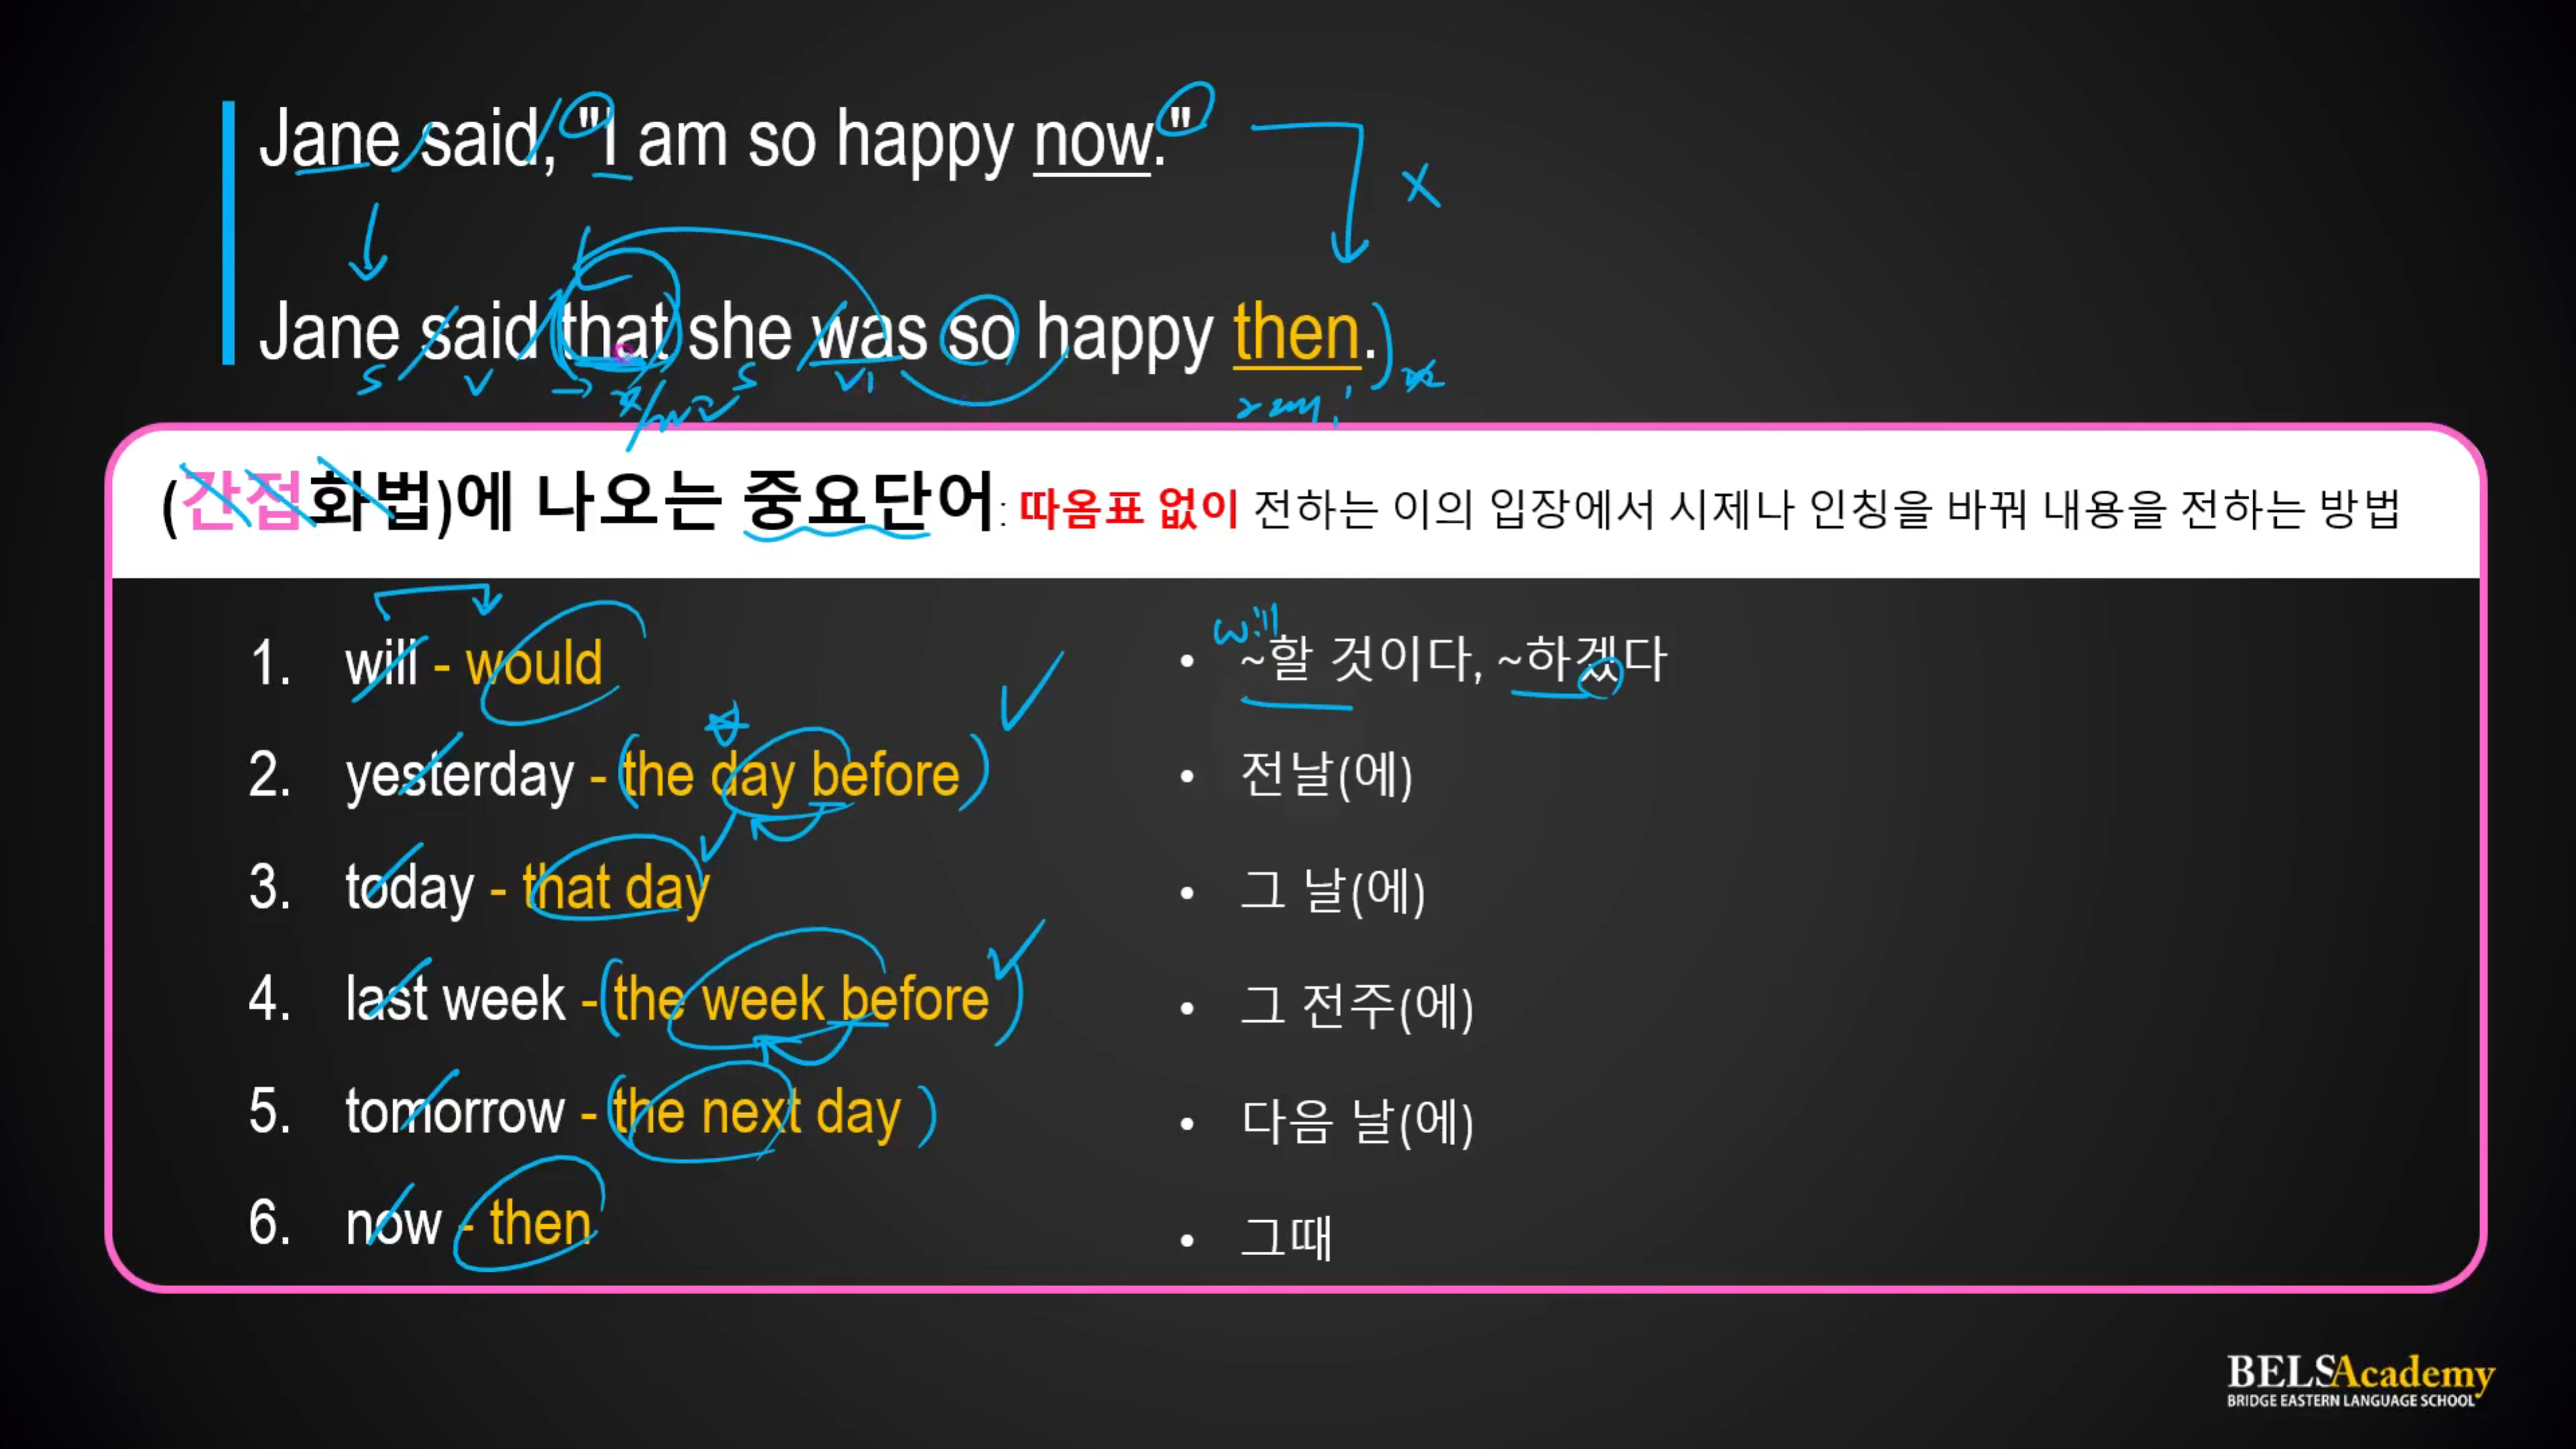 Jane said, "I am so happy now."
x
Jane said that she was so happy then.
s v s v1
(간접화법)에 나오는 중요단어: 따옴표 없이 전하는 이의 입장에서 시제나 인칭을 바꿔 내용을 전하는 방법
will
1. will - would
• ~할 것이다, ~하겠다
2. yesterday - (the day before)
• 전날(에)
3. today - that day
• 그 날(에)
4. last week - (the week before)
• 그 전주(에)
5. tomorrow - (the next day)
• 다음 날(에)
6. now - then
• 그때
BELSAcademy
BRIDGE EASTERN LANGUAGE SCHOOL